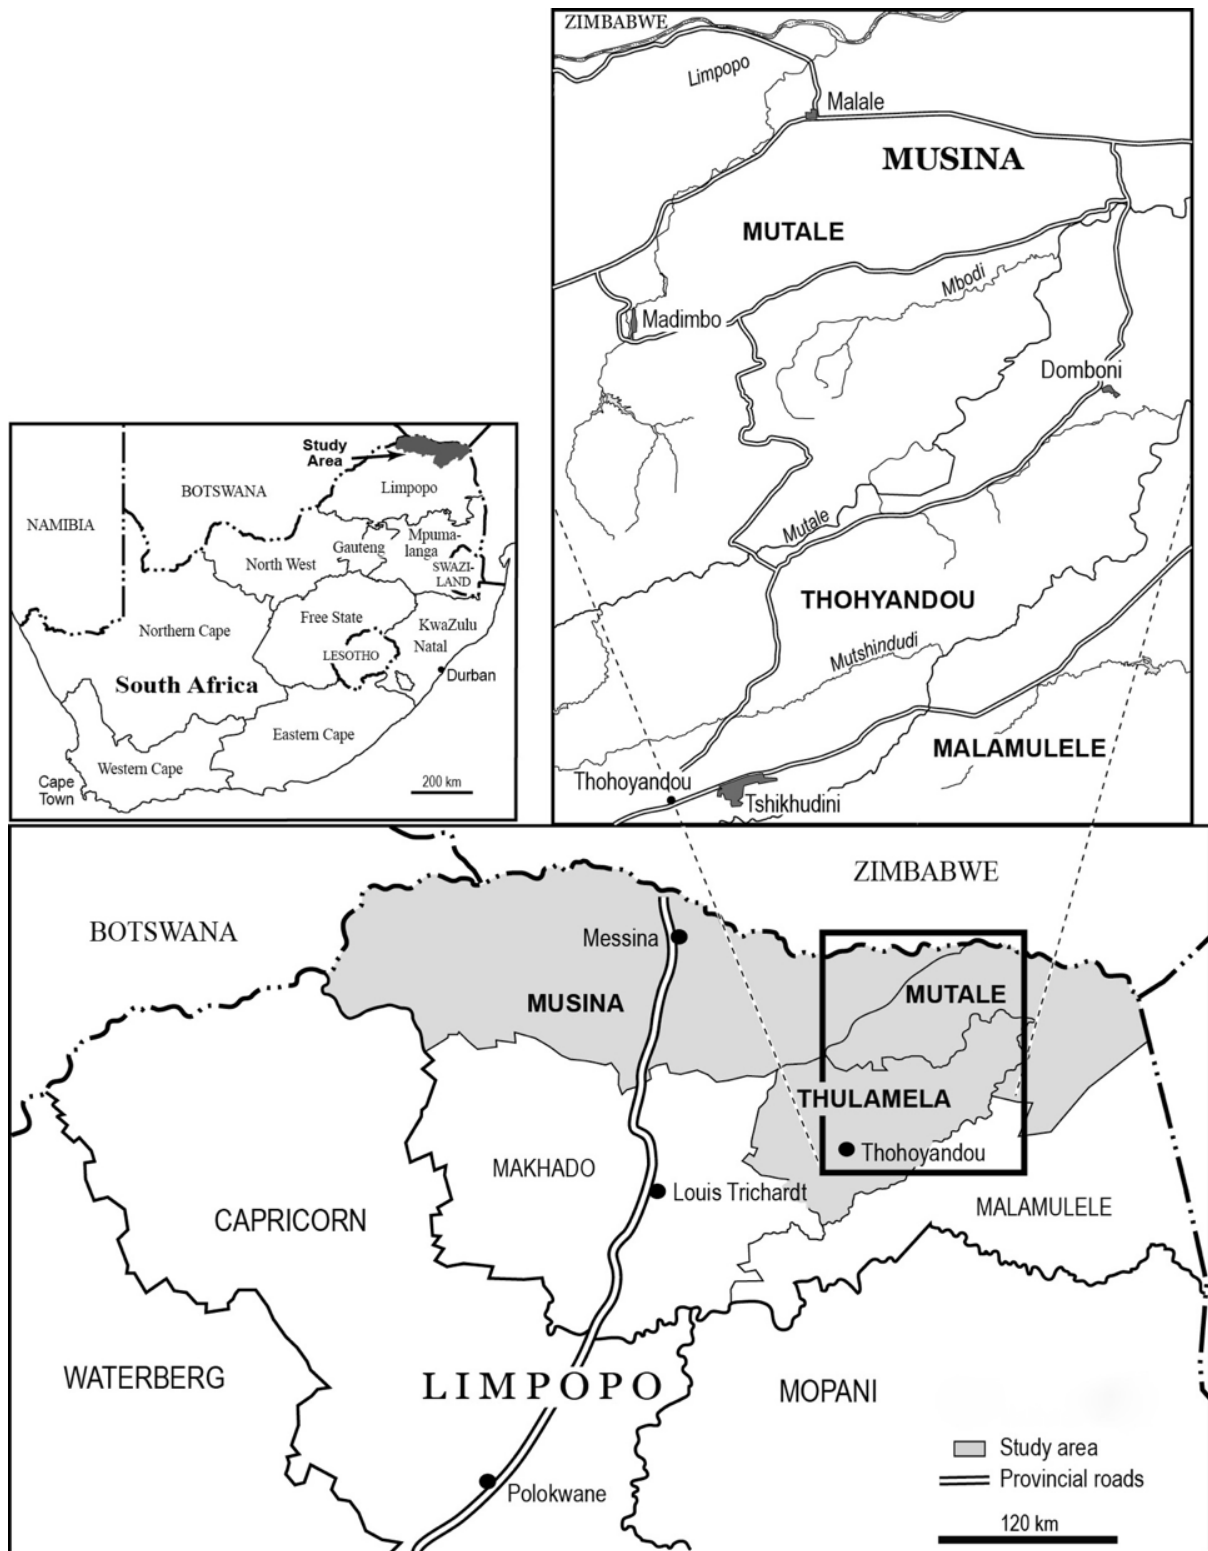 ZIMBABWE
Limpopo
Malale
MUSINA
MUTALE
Mbodi
Madimbo
Domboni
Mutale
THOHYANDOU
Mutshindudi
MALAMULELE
Thohoyandou
Tshikhudini
Study
Area
BOTSWANA
Limpopo
NAMIBIA
Mpuma-
langa
Gauteng
North West
SWAZI-
LAND
Free State
KwaZulu
Natal
Northern Cape
LESOTHO
Durban
South Africa
Eastern Cape
Western Cape
Cape
Town
200 km
ZIMBABWE
BOTSWANA
Messina
MUSINA
MUTALE
THULAMELA
Thohoyandou
MAKHADO
Louis Trichardt
MALAMULELE
CAPRICORN
WATERBERG
LIMPOPO
MOPANI
Polokwane
Study area
Provincial roads
120 km